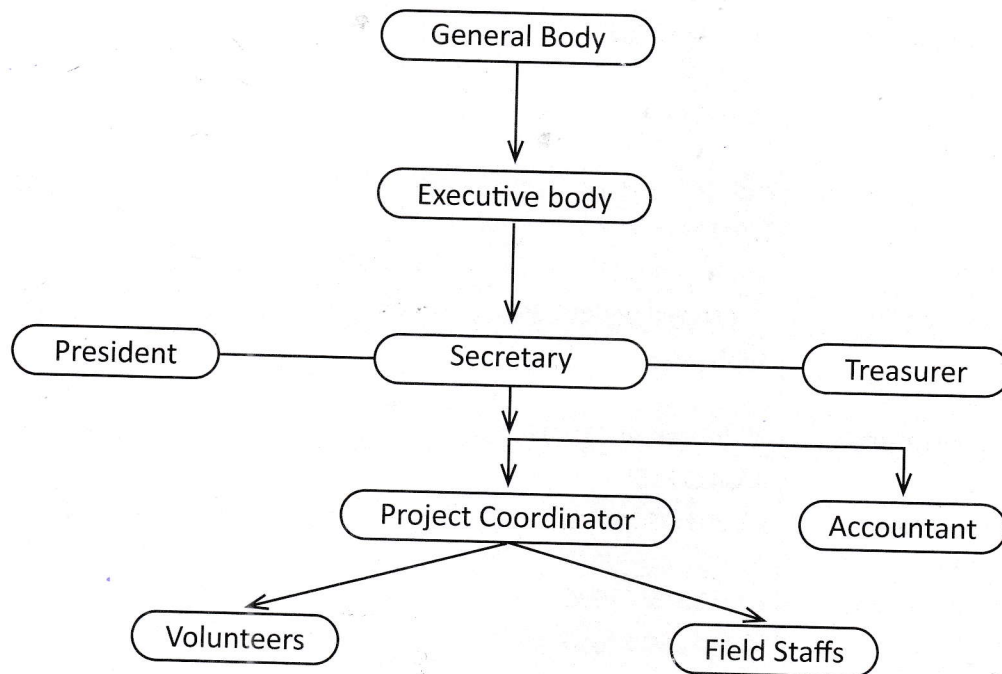 General Body
Executive body
President
Secretary
Treasurer
Project Coordinator
Accountant
Volunteers
Field Staffs